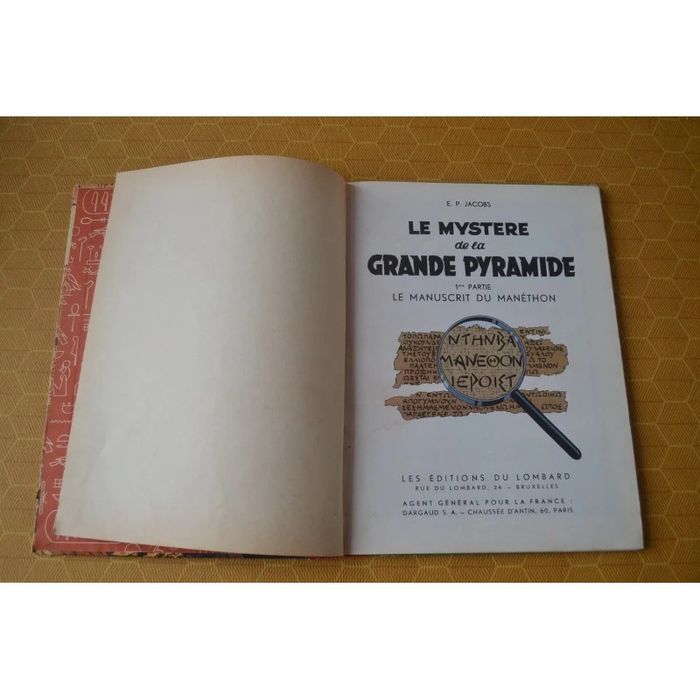 E. P. JACOBS
LE MYSTERE
de la
GRANDE PYRAMIDE
1re PARTIE
LE MANUSCRIT DU MANÉTHON
ΝΤΗΝΒΑ
ΜΑΝΕΘΟΝ
ΙΕΡΟΙΣΤ
LES ÉDITIONS DU LOMBARD
RUE DU LOMBARD, 24 – BRUXELLES
AGENT GÉNÉRAL POUR LA FRANCE :
DARGAUD S. A. – CHAUSSÉE D'ANTIN, 60, PARIS